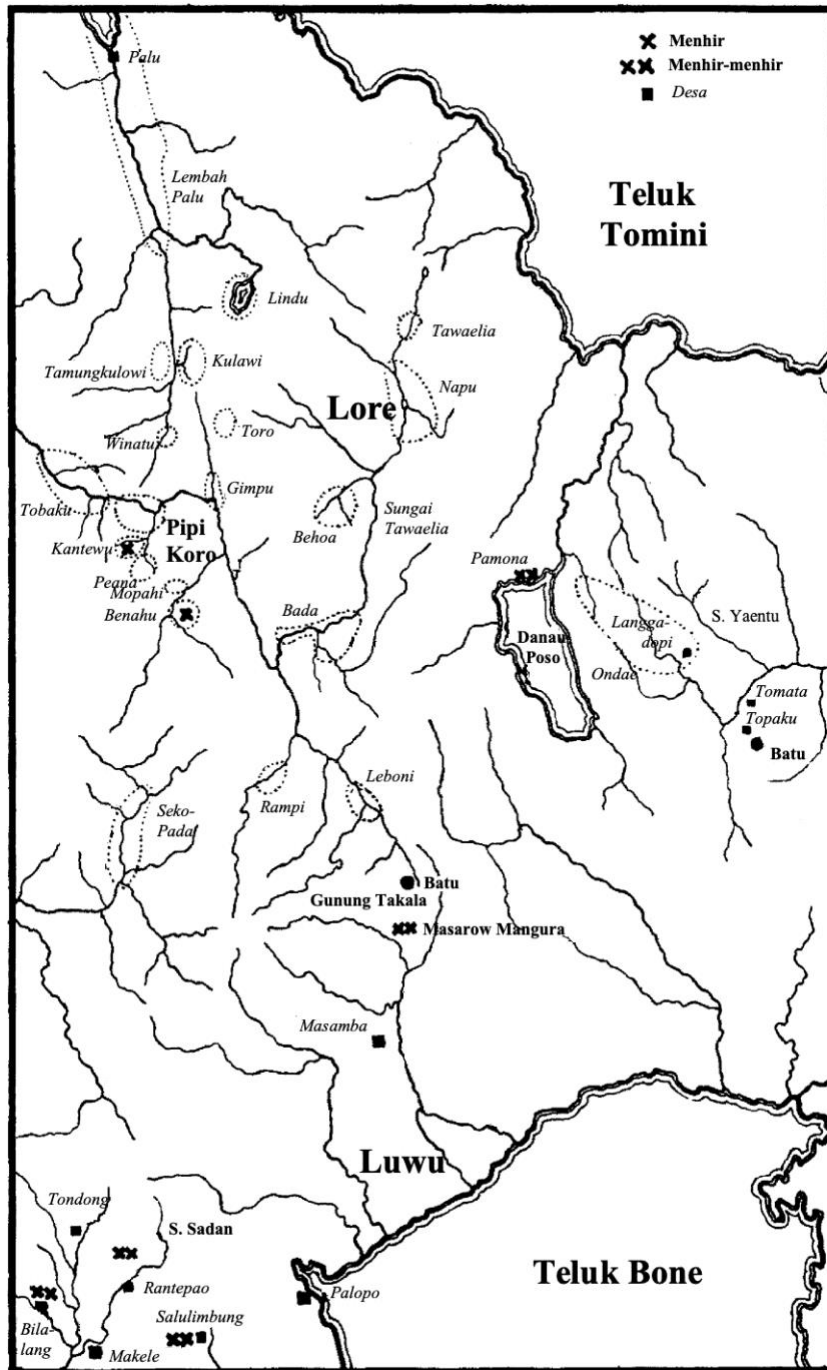 Menhir
Menhir-menhir
Desa
Palu
Teluk
Tomini
Lembah
Palu
Lindu
Tawaelia
Tamungkulowi
Kulawi
Napu
Lore
Toro
Winatu
Gimpu
Tobaku
Behoa
Sungai
Tawaelia
Pipi
Koro
Kantewu
Peana
Mopahi
Benahu
Pamona
Bada
Danau
Poso
Langga-
dopi
S. Yaentu
Ondae
Tomata
Topaku
Batu
Leboni
Seko-
Pada
Rampi
Batu
Gunung Takala
Masarow Mangura
Masamba
Luwu
Tondong
S. Sadan
Teluk Bone
Rantepao
Palopo
Salulimbung
Bila-
lang
Makele